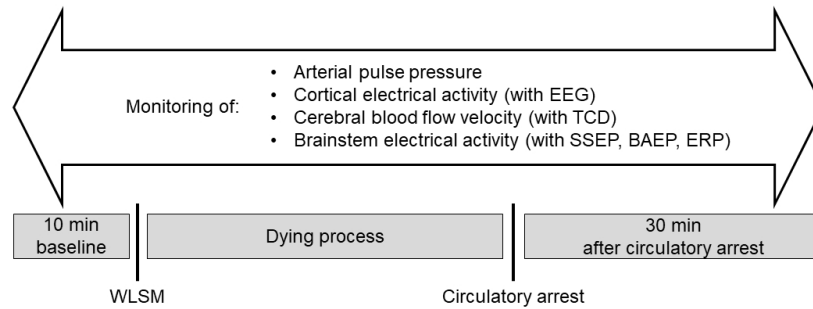 Monitoring of:
• Arterial pulse pressure
• Cortical electrical activity (with EEG)
• Cerebral blood flow velocity (with TCD)
• Brainstem electrical activity (with SSEP, BAEP, ERP)
10 min
baseline
Dying process
30 min
after circulatory arrest
WLSM
Circulatory arrest